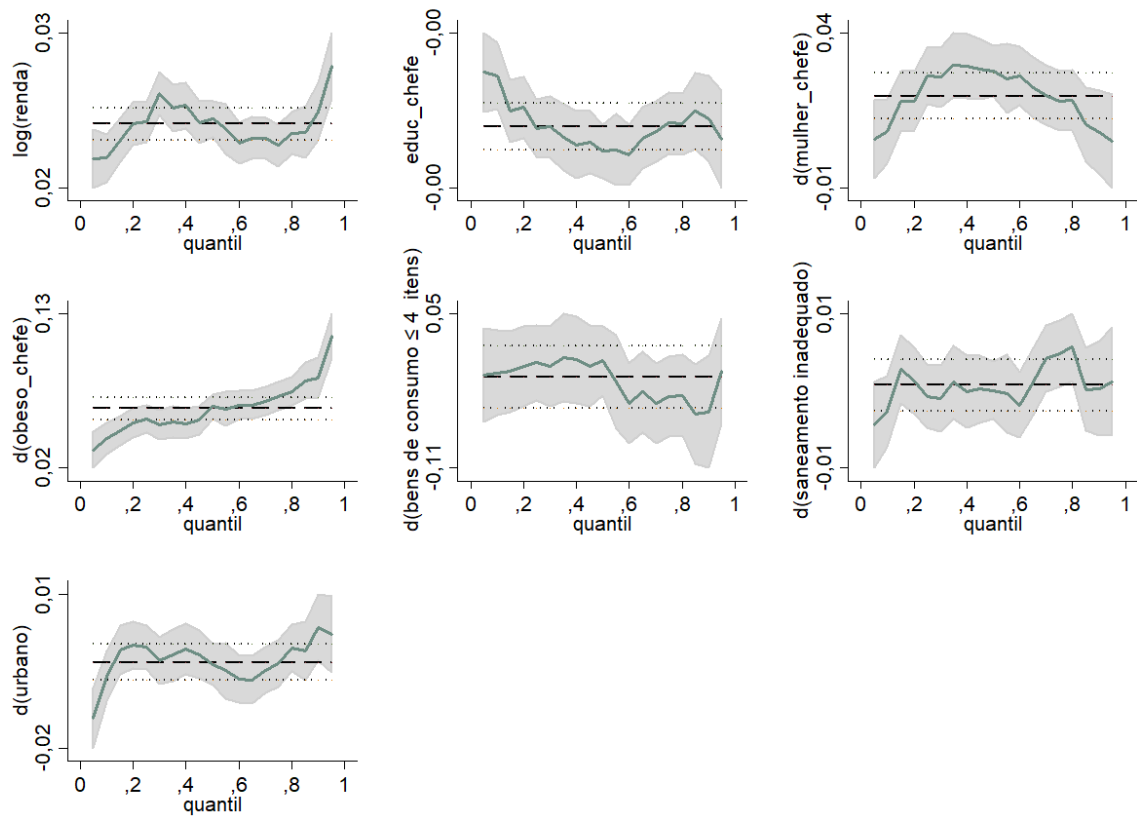 log(renda)
0,03
0,02
0 ,2 ,4 ,6 ,8 1
quantil
educ_chefe
-0,00
-0,00
0 ,2 ,4 ,6 ,8 1
quantil
d(mulher_chefe)
0,04
-0,01
0 ,2 ,4 ,6 ,8 1
quantil
d(obeso_chefe)
0,13
0,02
0 ,2 ,4 ,6 ,8 1
quantil
d(bens de consumo ≤ 4 itens)
0,05
-0,11
0 ,2 ,4 ,6 ,8 1
quantil
d(saneamento inadequado)
0,01
-0,01
0 ,2 ,4 ,6 ,8 1
quantil
d(urbano)
0,01
-0,02
0 ,2 ,4 ,6 ,8 1
quantil